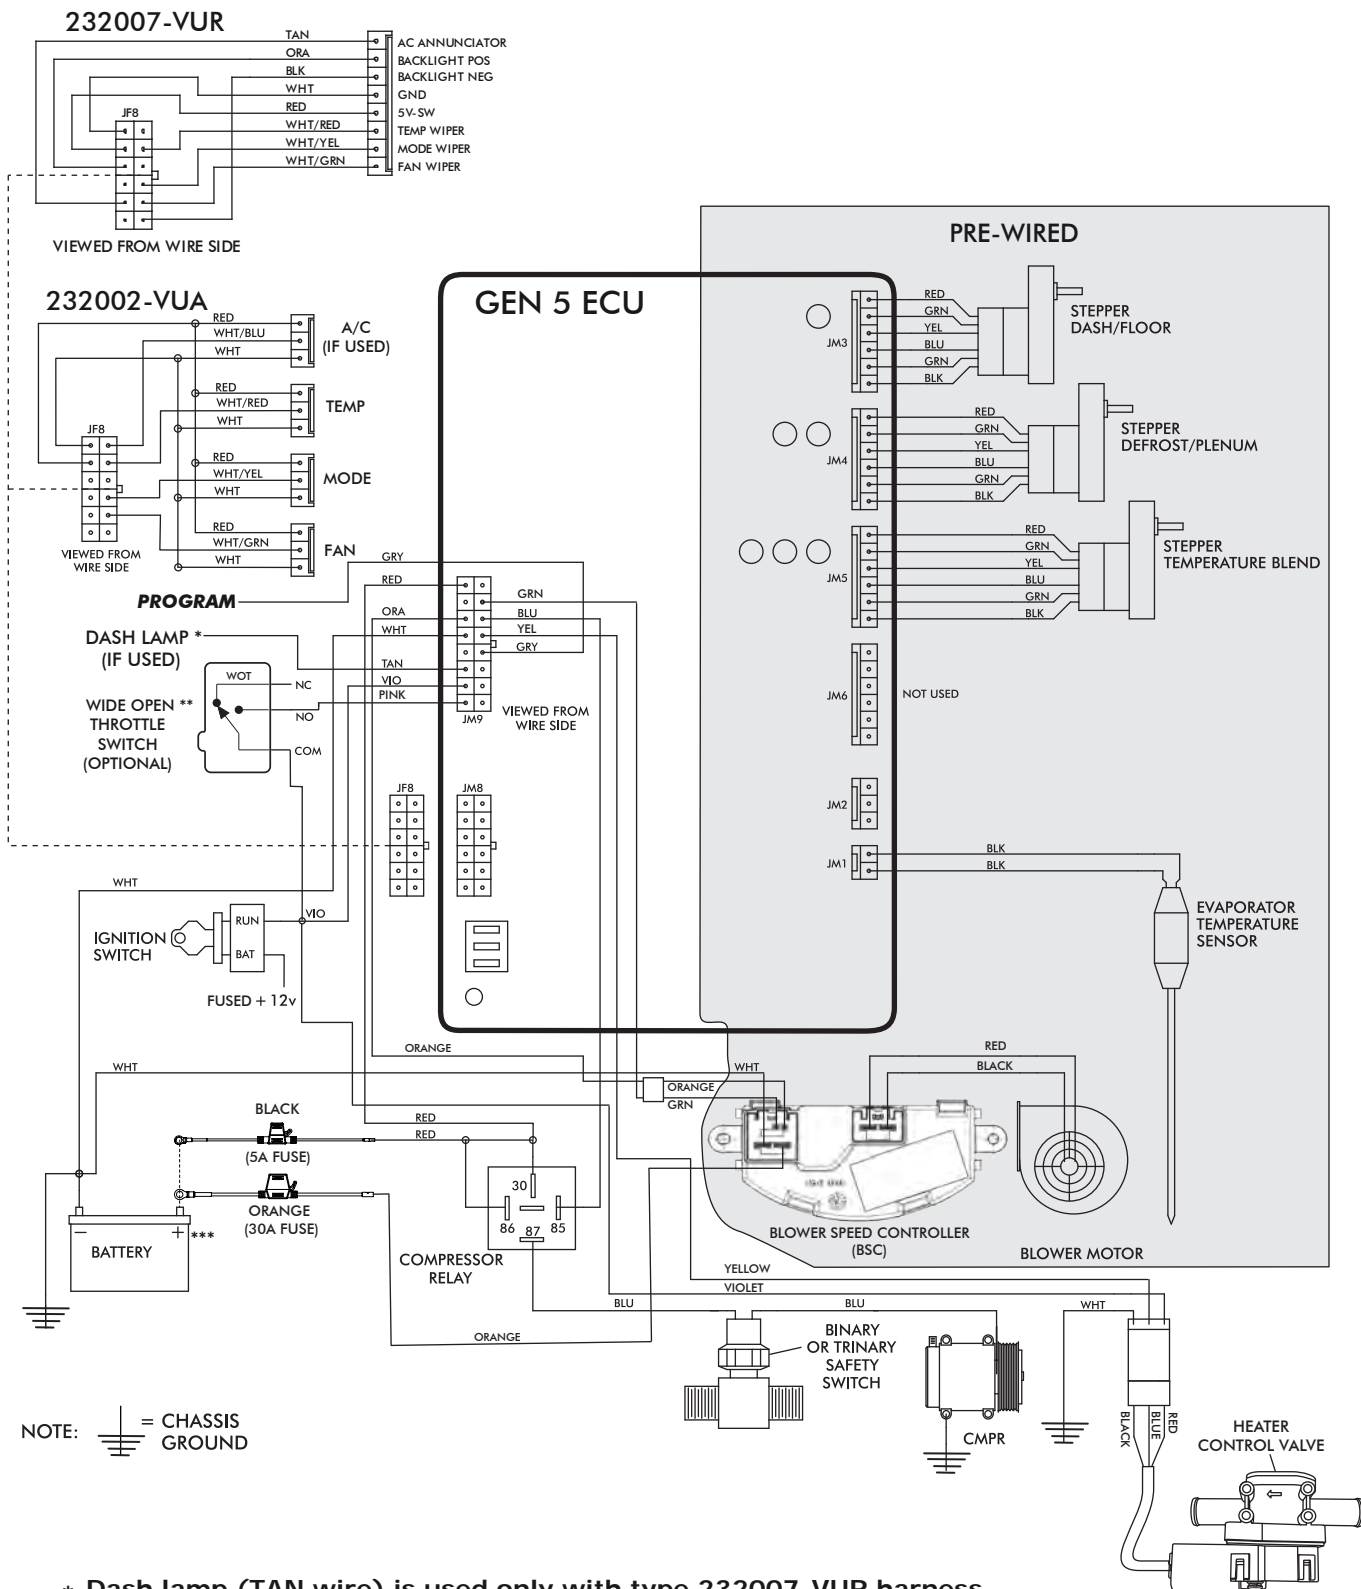 232007-VUR
TAN
ORA
BLK
WHT
RED
WHT/RED
WHT/YEL
WHT/GRN
AC ANNUNCIATOR
BACKLIGHT POS
BACKLIGHT NEG
GND
5V-SW
TEMP WIPER
MODE WIPER
FAN WIPER
JF8
VIEWED FROM WIRE SIDE
232002-VUA
RED
WHT/BLU
WHT
A/C
(IF USED)
RED
WHT/RED
WHT
TEMP
JF8
RED
WHT/YEL
WHT
MODE
RED
WHT/GRN
WHT
FAN
VIEWED FROM
WIRE SIDE
GEN 5 ECU
PRE-WIRED
JM3
RED
GRN
YEL
BLU
GRN
BLK
STEPPER
DASH/FLOOR
JM4
RED
GRN
YEL
BLU
GRN
BLK
STEPPER
DEFROST/PLENUM
JM5
RED
GRN
YEL
BLU
GRN
BLK
STEPPER
TEMPERATURE BLEND
JM6
NOT USED
JM2
JM1
BLK
BLK
EVAPORATOR
TEMPERATURE
SENSOR
PROGRAM
GRY
RED
ORA
WHT
TAN
VIO
PINK
GRN
BLU
YEL
GRY
JM9
VIEWED FROM
WIRE SIDE
DASH LAMP *
(IF USED)
WIDE OPEN **
THROTTLE
SWITCH
(OPTIONAL)
WOT
NC
NO
COM
JF8
JM8
WHT
VIO
IGNITION
SWITCH
RUN
BAT
FUSED + 12v
ORANGE
WHT
WHT
ORANGE
GRN
RED
BLACK
BLACK
(5A FUSE)
RED
RED
ORANGE
(30A FUSE)
BATTERY
−
+
***
30
86
87
85
COMPRESSOR
RELAY
BLOWER SPEED CONTROLLER
(BSC)
BLOWER MOTOR
YELLOW
VIOLET
BLU
BLU
WHT
ORANGE
BINARY
OR TRINARY
SAFETY
SWITCH
CMPR
BLACK
BLUE
RED
HEATER
CONTROL VALVE
NOTE:
= CHASSIS
GROUND
* Dash lamp (TAN wire) is used only with type 232007-VUR harness